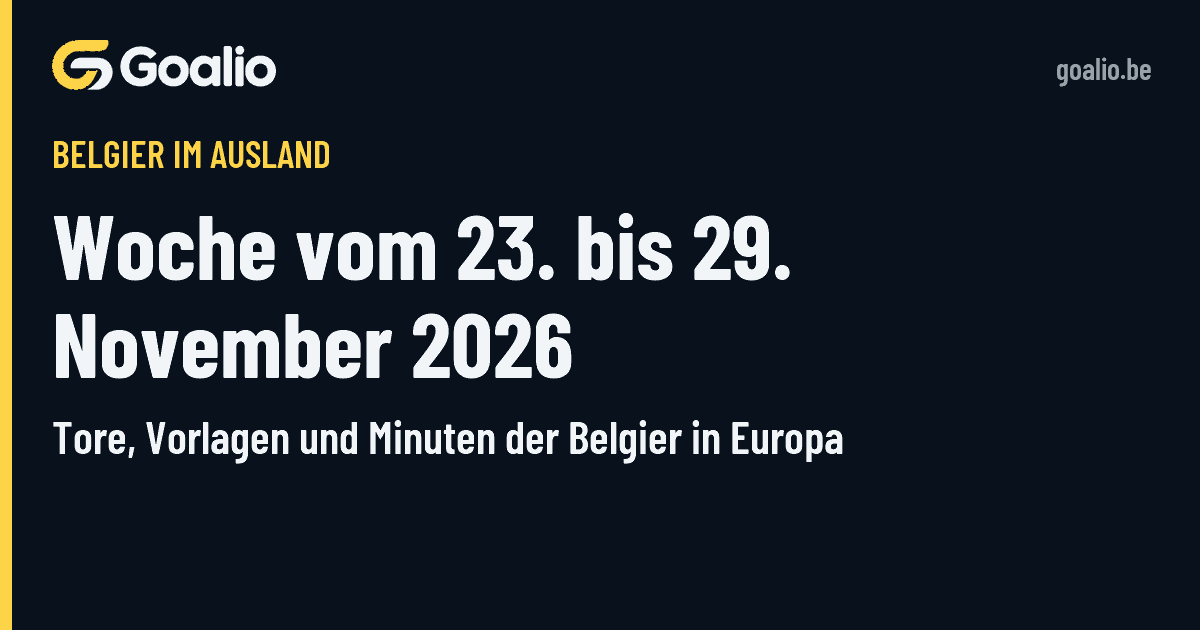 Goalio
goalio.be
BELGIER IM AUSLAND
Woche vom 23. bis 29.
November 2026
Tore, Vorlagen und Minuten der Belgier in Europa